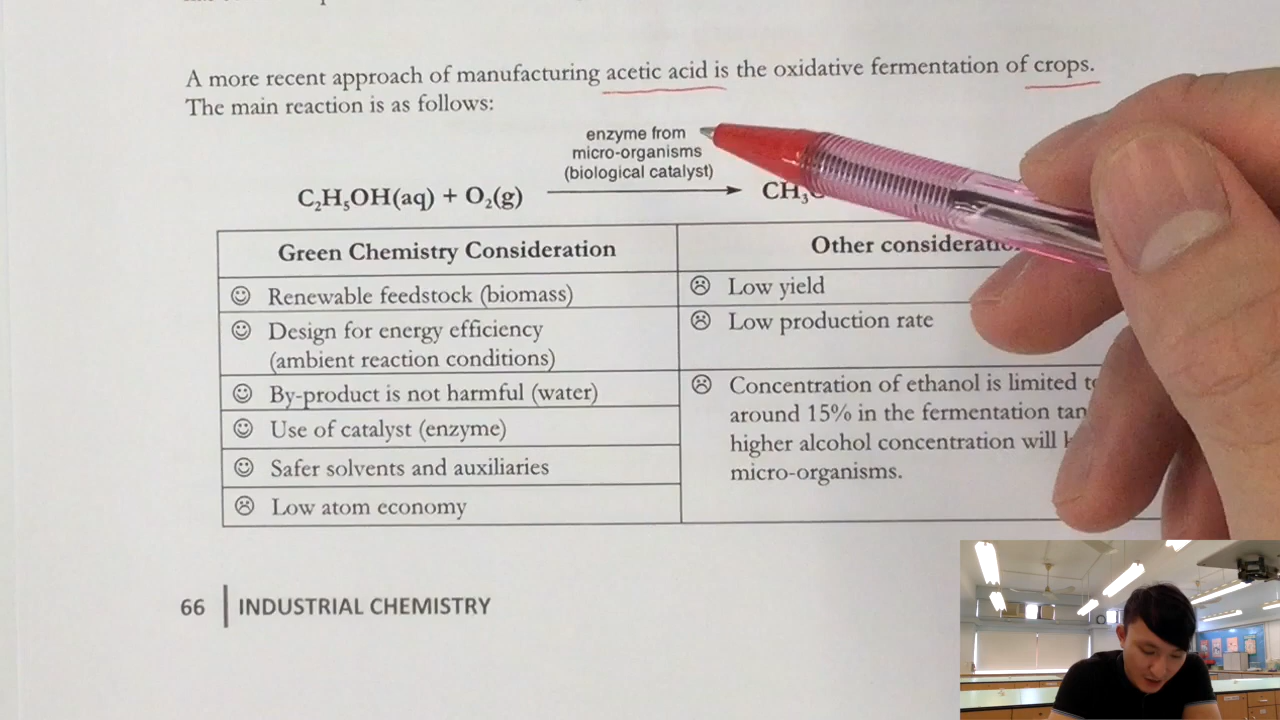 A more recent approach of manufacturing acetic acid is the oxidative fermentation of crops.
The main reaction is as follows:
enzyme from
micro-organisms
(biological catalyst)
C₂H₅OH(aq) + O₂(g)
CH₃
Green Chemistry Consideration
Other
☺ Renewable feedstock (biomass)
☹ Low yield
☺ Design for energy efficiency
(ambient reaction conditions)
☹ Low production rate
☺ By-product is not harmful (water)
☺ Use of catalyst (enzyme)
☺ Safer solvents and auxiliaries
☹ Low atom economy
☹ Concentration of ethanol is limited
around 15% in the fermentation
higher alcohol concentration will
micro-organisms.
66 | INDUSTRIAL CHEMISTRY